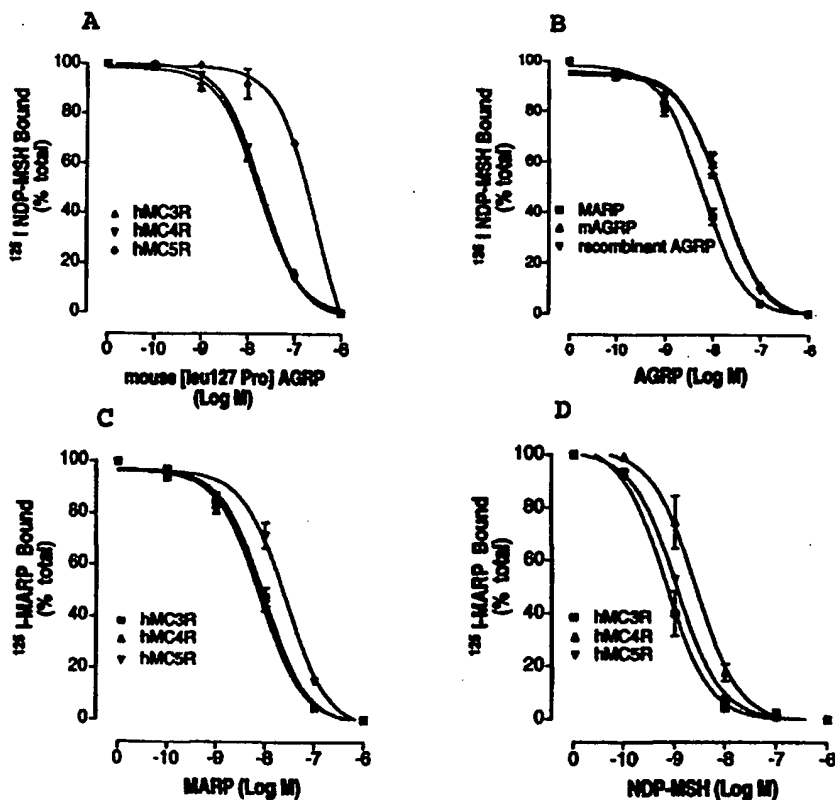 A
125 I NDP-MSH Bound
(% total)
100
80
60
40
20
0
hMC3R
hMC4R
hMC5R
0 -10 -9 -8 -7 -6
mouse [leu127 Pro] AGRP
(Log M)
B
125 I NDP-MSH Bound
(% total)
100
80
60
40
20
0
MARP
mAGRP
recombinant AGRP
0 -10 -9 -8 -7 -6
AGRP (Log M)
C
125 I-MARP Bound
(% total)
100
80
60
40
20
0
hMC3R
hMC4R
hMC5R
0 -10 -9 -8 -7 -6
MARP (Log M)
D
125 I-MARP Bound
(% total)
100
80
60
40
20
0
hMC3R
hMC4R
hMC5R
0 -10 -9 -8 -7 -6
NDP-MSH (Log M)